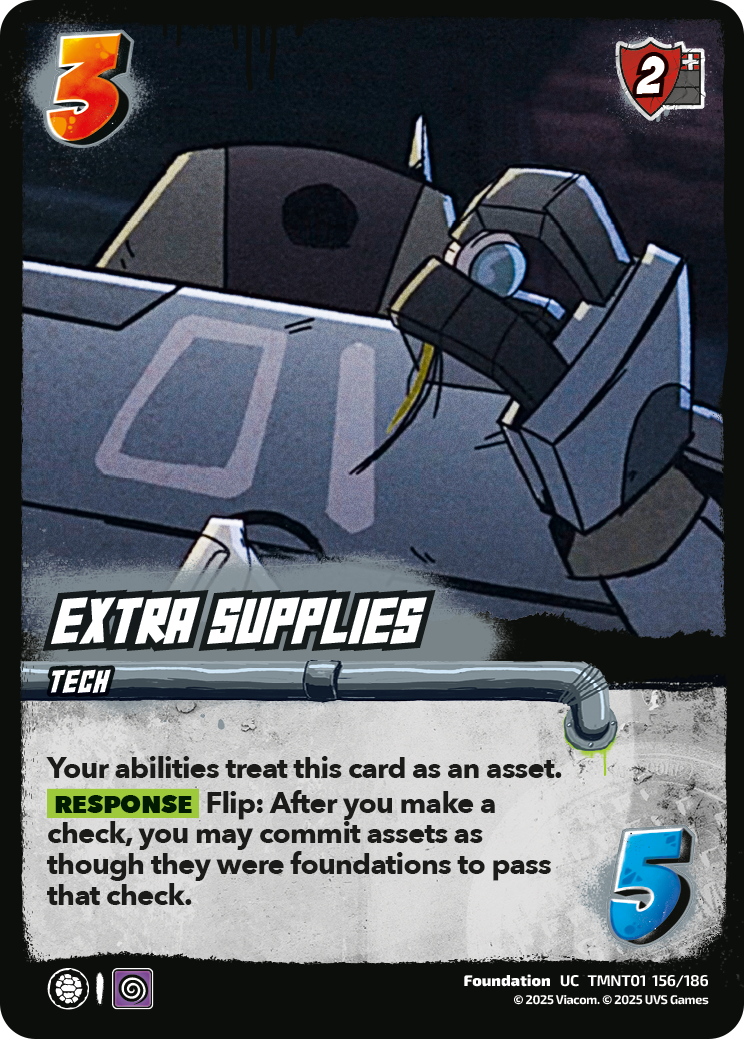 3
2
01
EXTRA SUPPLIES
TECH
Your abilities treat this card as an asset.
RESPONSE Flip: After you make a
check, you may commit assets as
though they were foundations to pass
that check.
5
Foundation UC TMNT01 156/186
© 2025 Viacom. © 2025 UVS Games